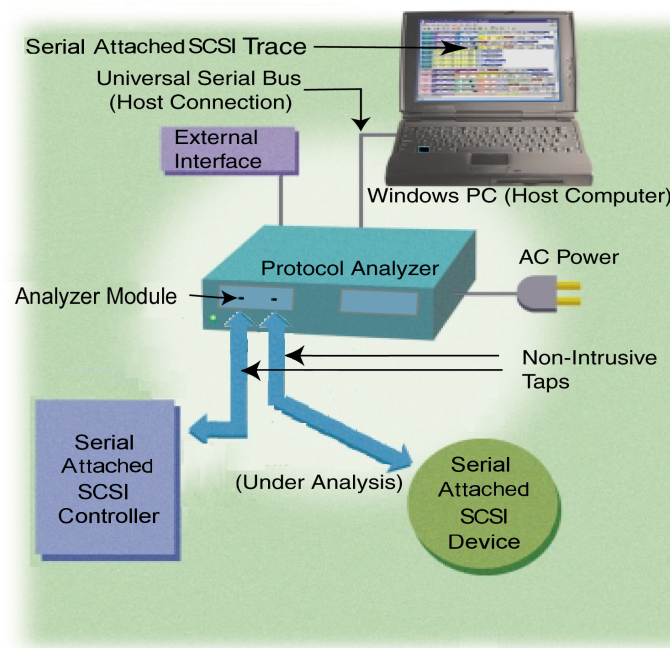 Serial Attached SCSI Trace
Universal Serial Bus
(Host Connection)
External
Interface
Windows PC (Host Computer)
Protocol Analyzer
AC Power
Analyzer Module
Non-Intrusive
Taps
Serial
Attached
SCSI
Controller
(Under Analysis)
Serial
Attached
SCSI
Device